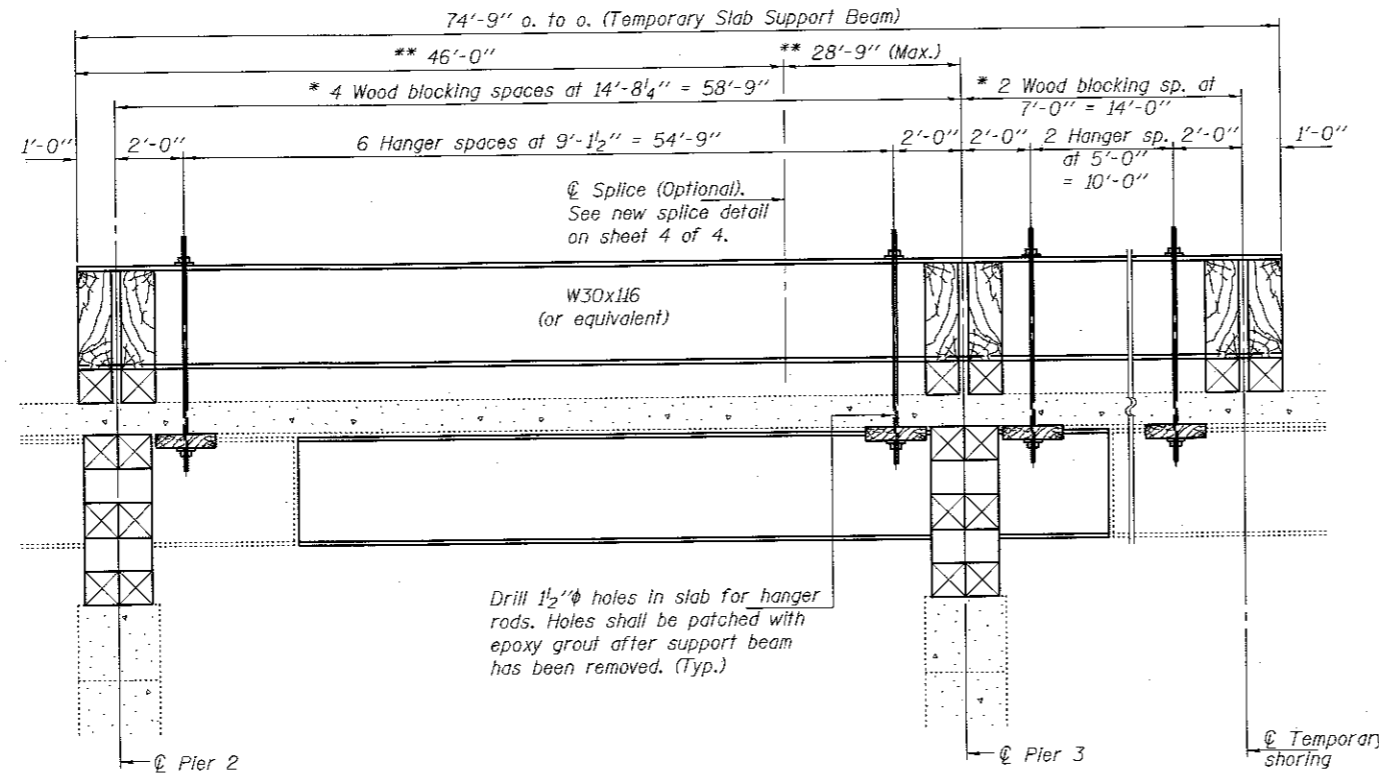 74'-9" o. to o. (Temporary Slab Support Beam)
** 46'-0"
** 28'-9" (Max.)
* 4 Wood blocking spaces at 14'-8¼" = 58'-9"
* 2 Wood blocking sp. at
7'-0" = 14'-0"
1'-0"
2'-0"
6 Hanger spaces at 9'-1½" = 54'-9"
2'-0"
2'-0"
2 Hanger sp.
at 5'-0"
= 10'-0"
2'-0"
1'-0"
℄ Splice (Optional).
See new splice detail
on sheet 4 of 4.
W30x116
(or equivalent)
Drill 1½"ϕ holes in slab for hanger
rods. Holes shall be patched with
epoxy grout after support beam
has been removed. (Typ.)
℄ Pier 2
℄ Pier 3
℄ Temporary
shoring